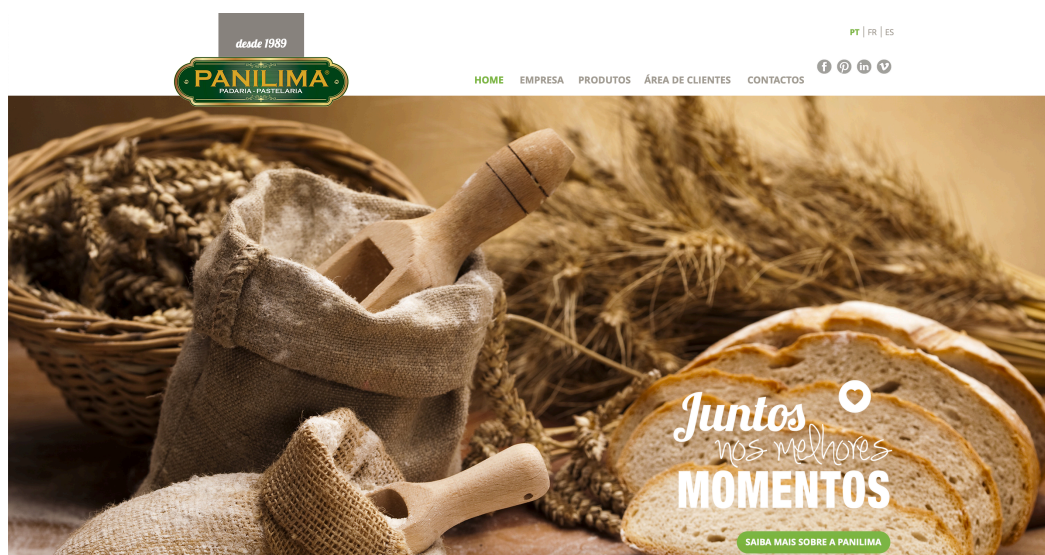 desde 1989
PANILIMA®
PADARIA - PASTELARIA
PT | FR | ES
HOME EMPRESA PRODUTOS ÁREA DE CLIENTES CONTACTOS
Juntos
nos melhores
MOMENTOS
SAIBA MAIS SOBRE A PANILIMA